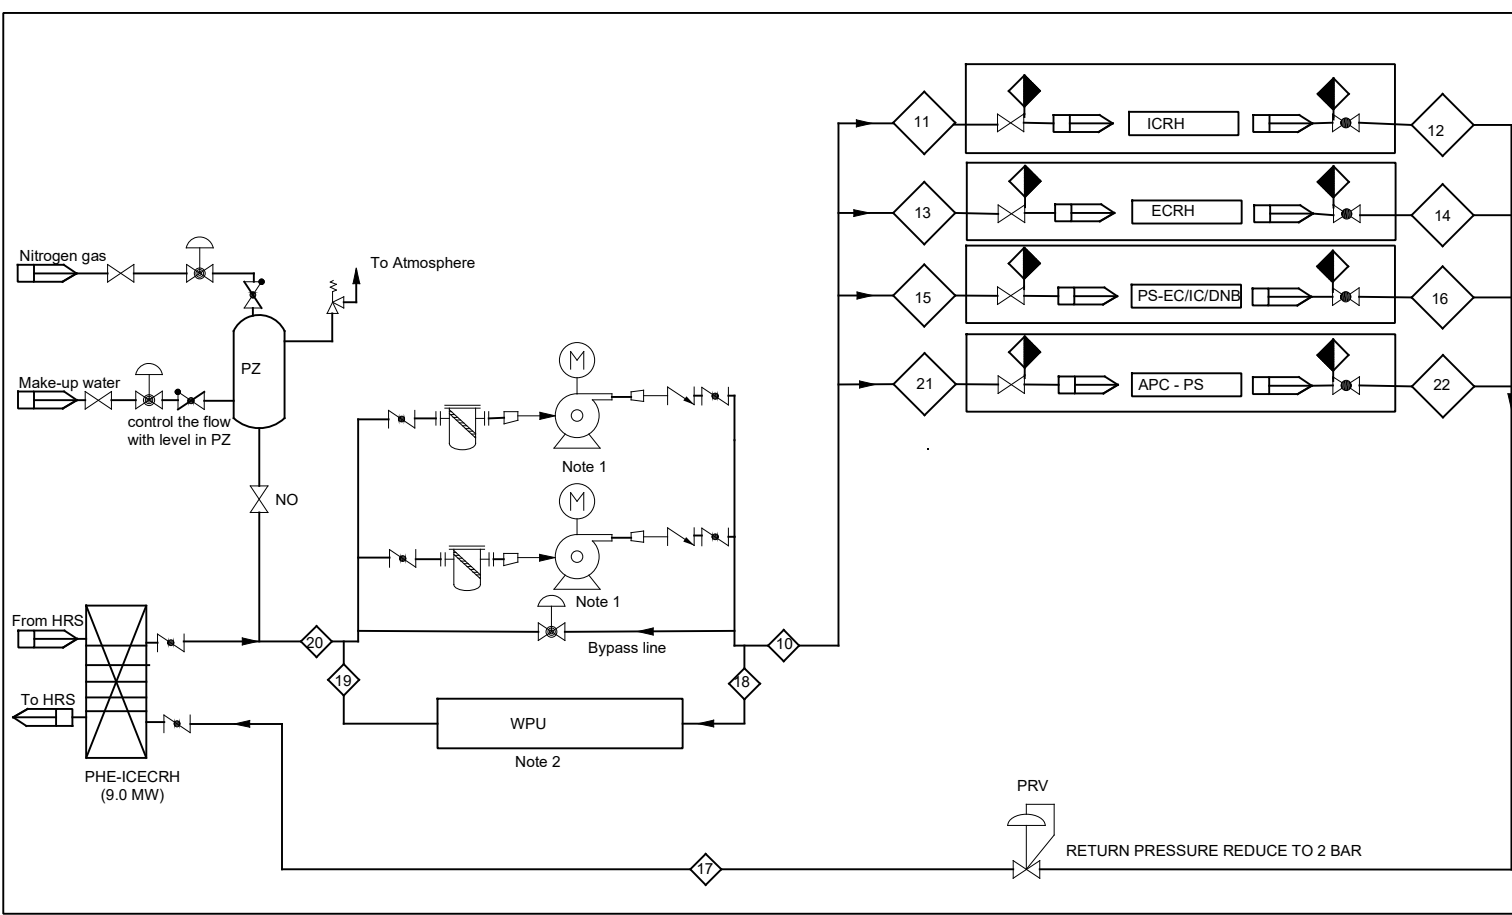 11
ICRH
12
13
ECRH
14
15
PS-EC/IC/DNB
16
21
APC - PS
22
Nitrogen gas
To Atmosphere
PZ
Make-up water
control the flow
with level in PZ
NO
M
Note 1
M
Note 1
From HRS
20
Bypass line
10
19
18
To HRS
WPU
Note 2
PHE-ICECRH
(9.0 MW)
PRV
RETURN PRESSURE REDUCE TO 2 BAR
17